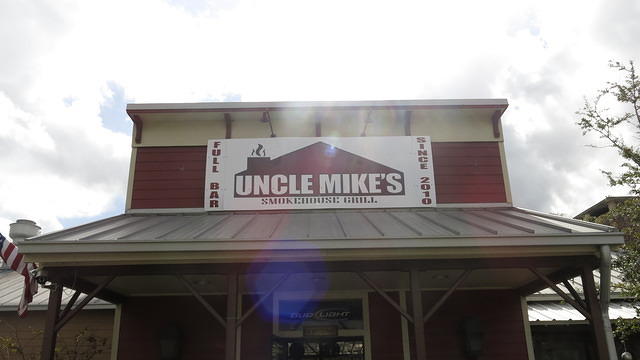 FULL BAR
UNCLE MIKE'S
SMOKEHOUSE GRILL
SINCE 2010
BUD LIGHT